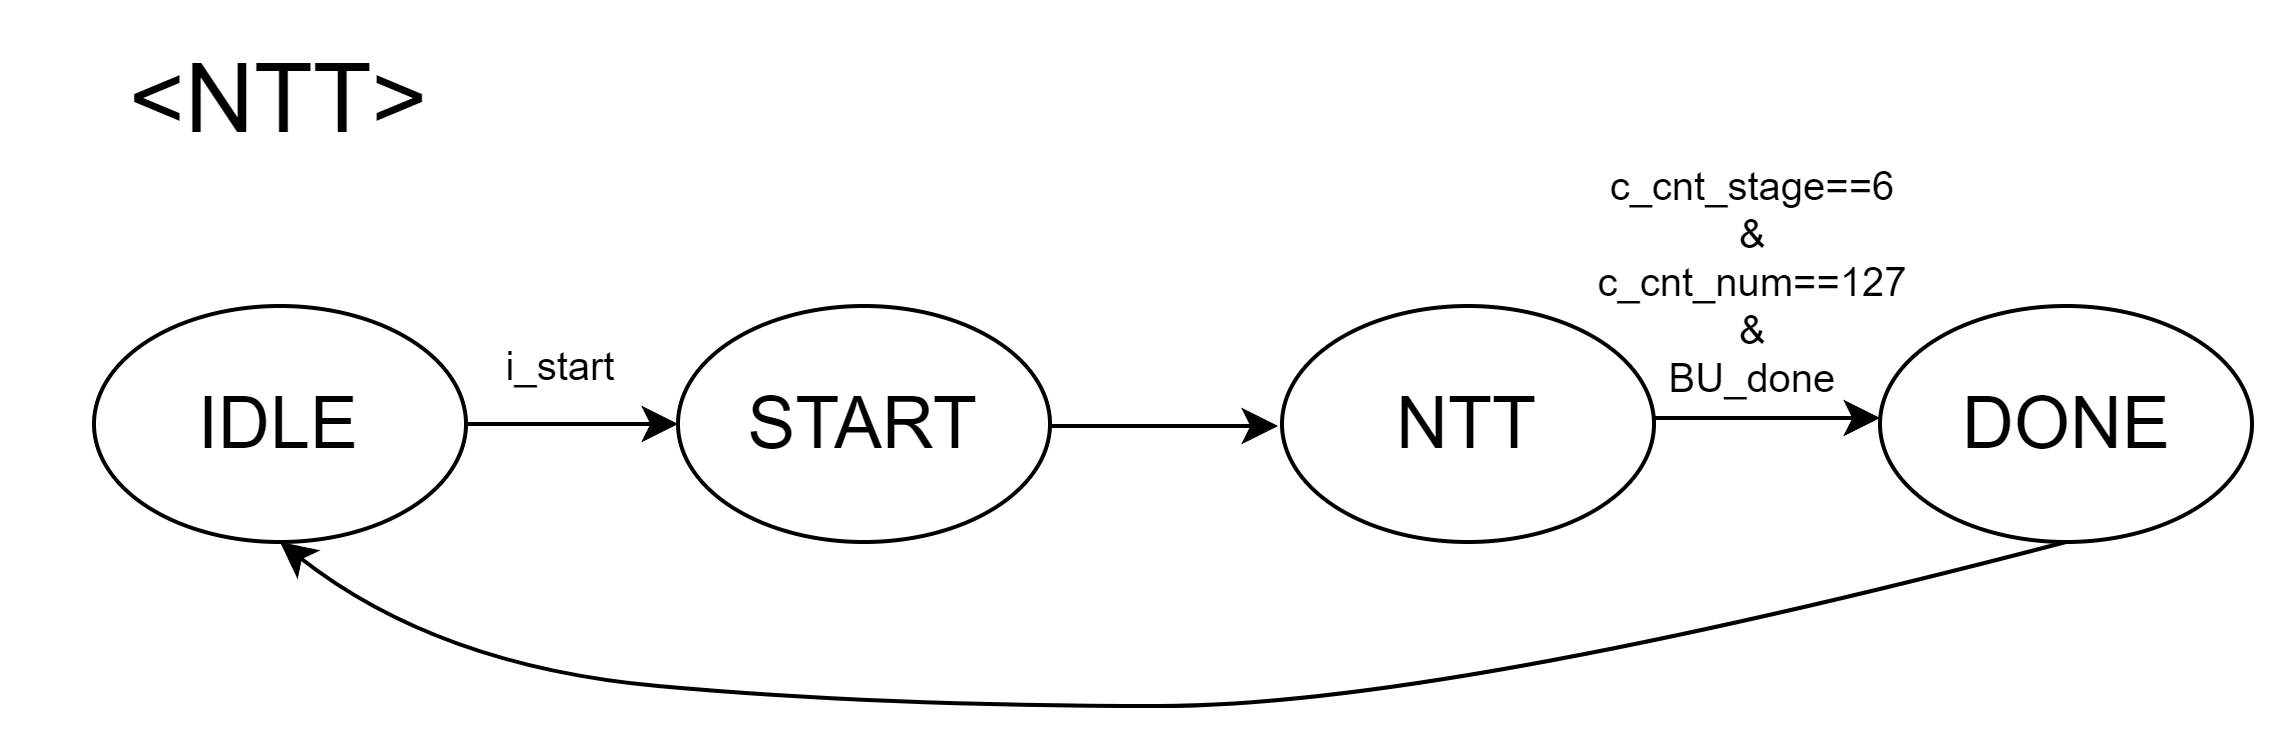 <NTT>
IDLE
i_start
START
NTT
c_cnt_stage==6
&
c_cnt_num==127
&
BU_done
DONE